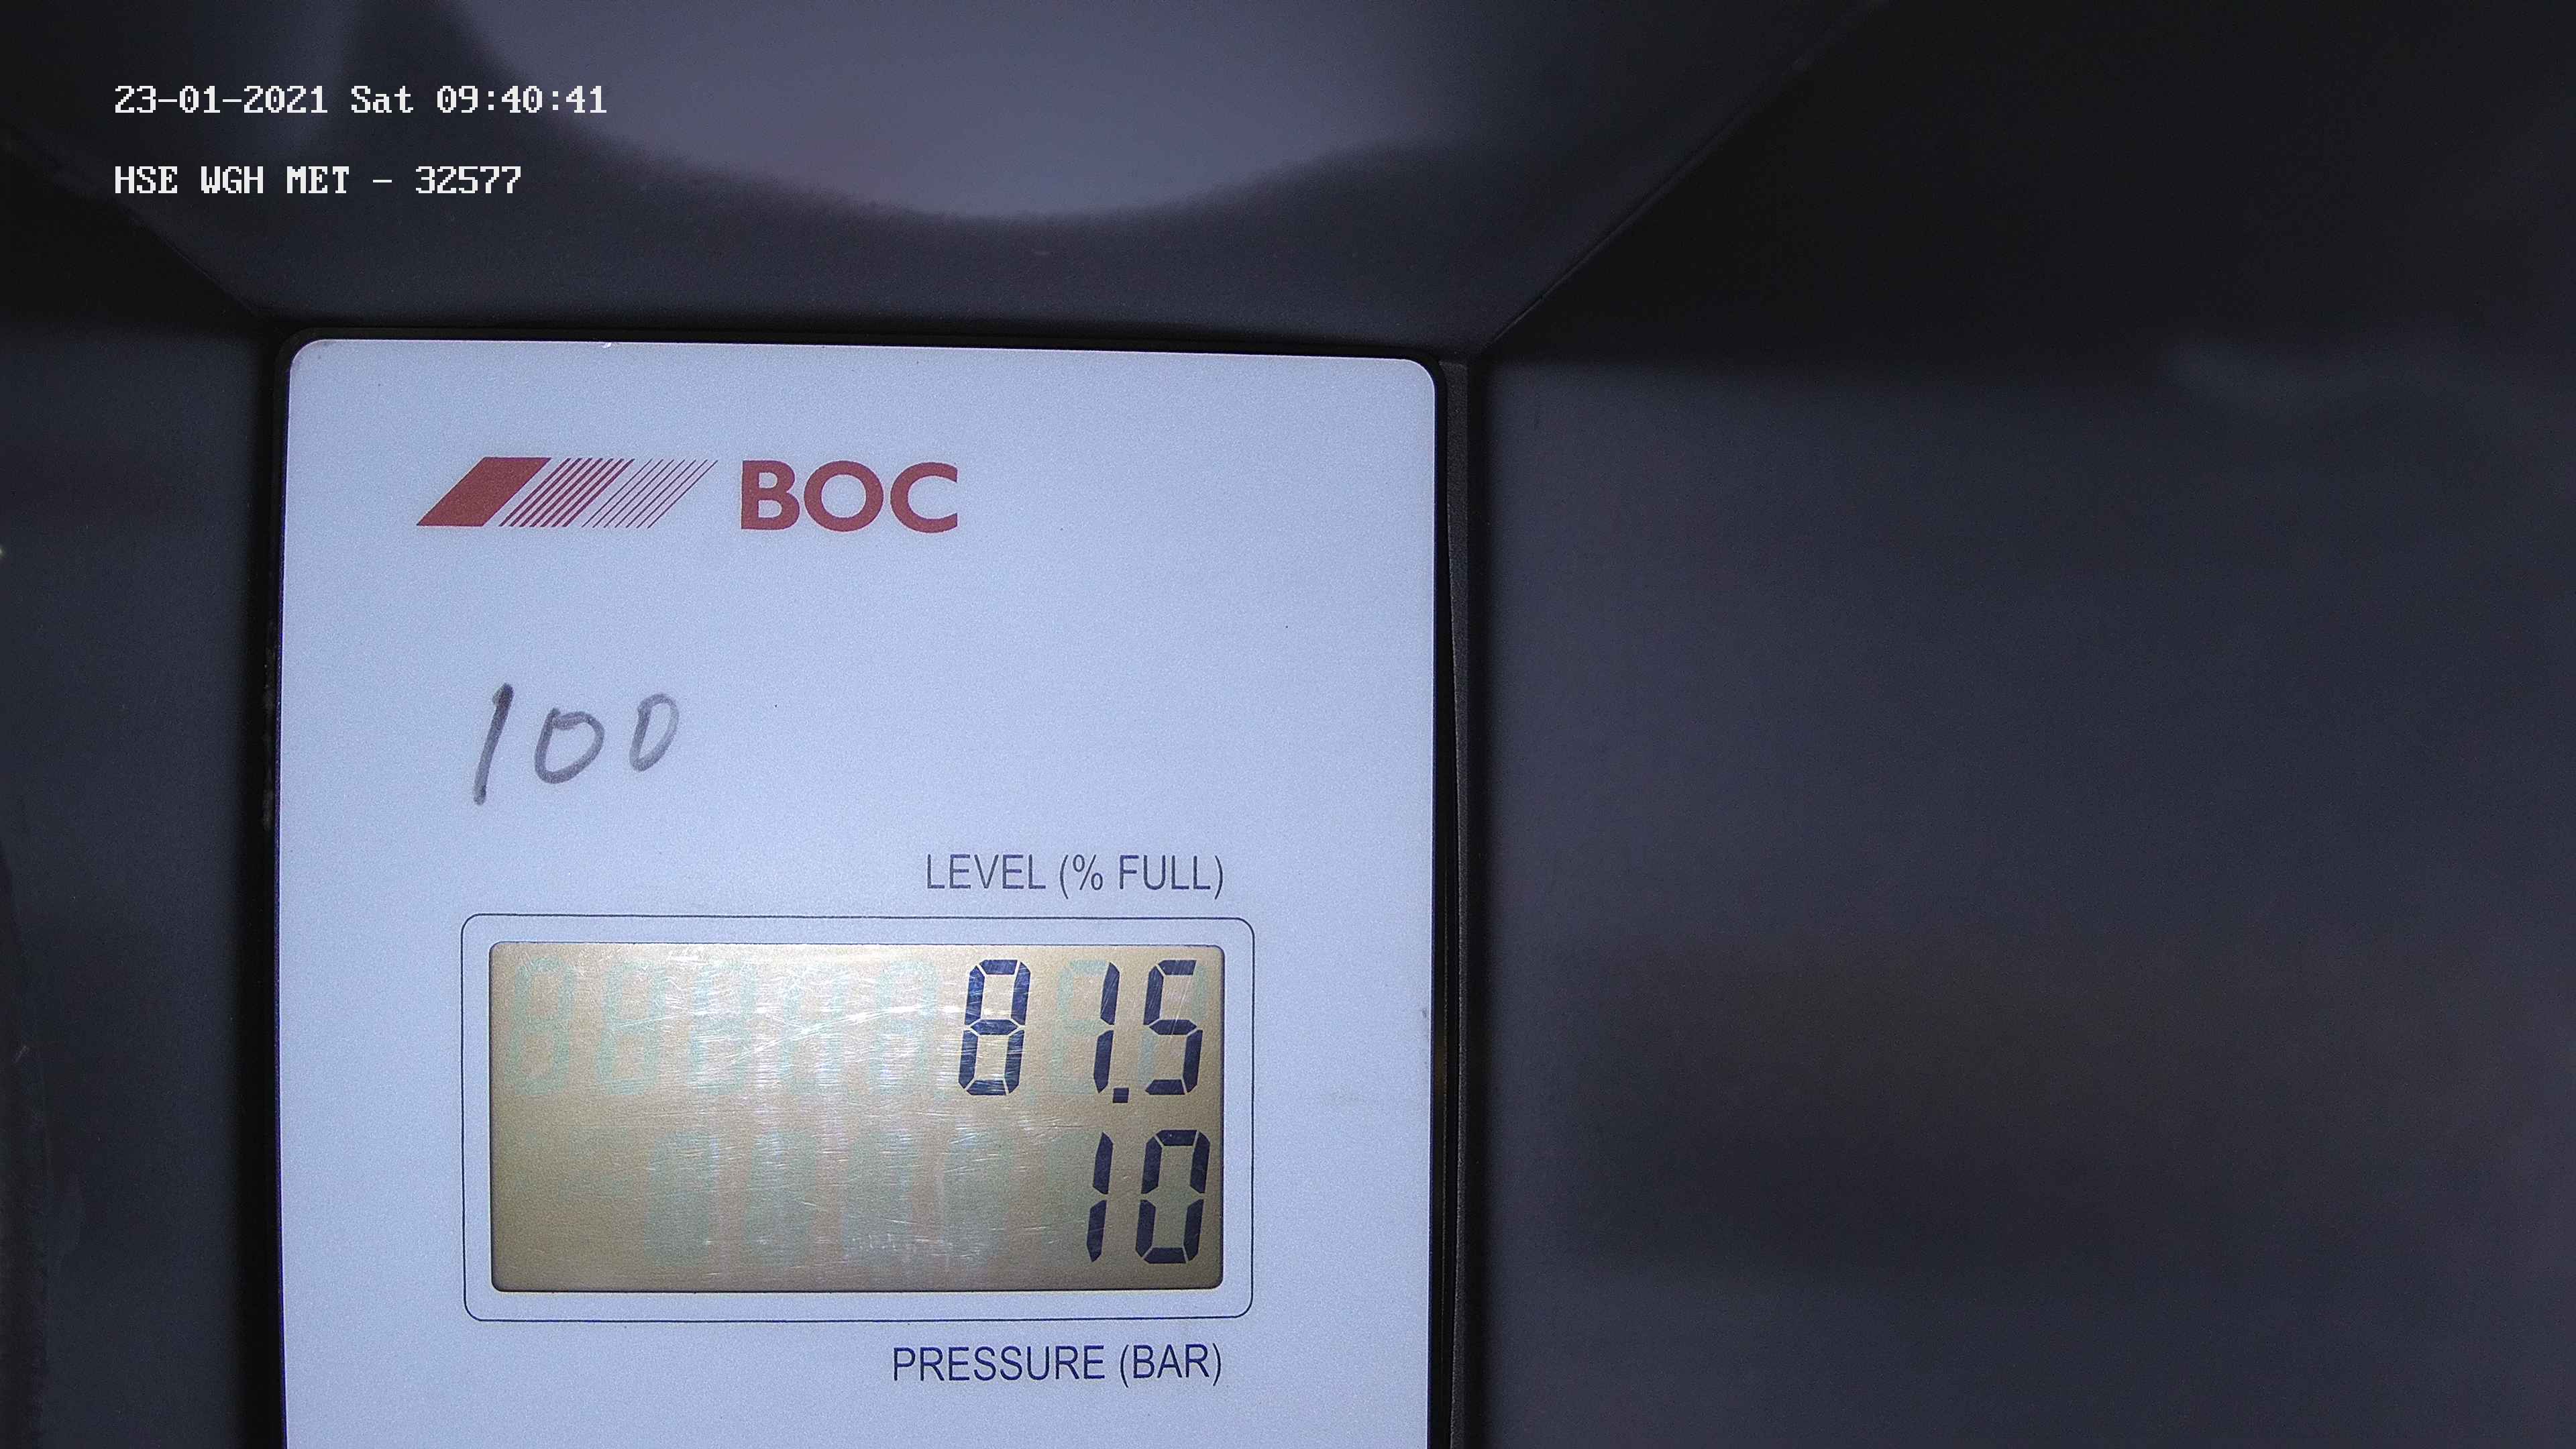 23-01-2021 Sat 09:40:41
HSE WGH MET - 32577
BOC
100
LEVEL (% FULL)
81.5
10
PRESSURE (BAR)